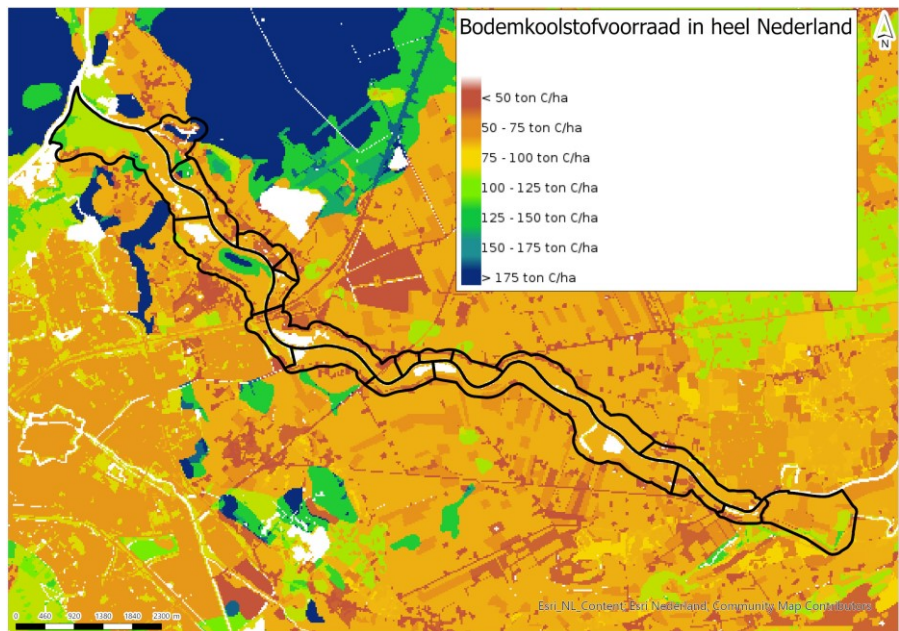 Bodemkoolstofvoorraad in heel Nederland
N
< 50 ton C/ha
50 - 75 ton C/ha
75 - 100 ton C/ha
100 - 125 ton C/ha
125 - 150 ton C/ha
150 - 175 ton C/ha
> 175 ton C/ha
Esri_NL_Content, Esri Nederland, Community Map Contributors
0 460 920 1380 1840 2300 m